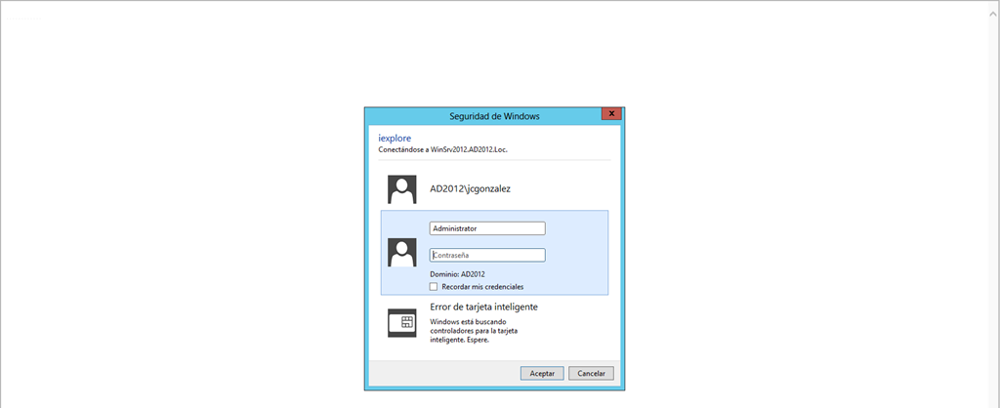 Seguridad de Windows
iexplore
Conectándose a WinSrv2012.AD2012.Loc.
AD2012\jcgonzalez
Administrator
Contraseña
Dominio: AD2012
Recordar mis credenciales
Error de tarjeta inteligente
Windows está buscando
controladores para la tarjeta
inteligente. Espere.
Aceptar
Cancelar